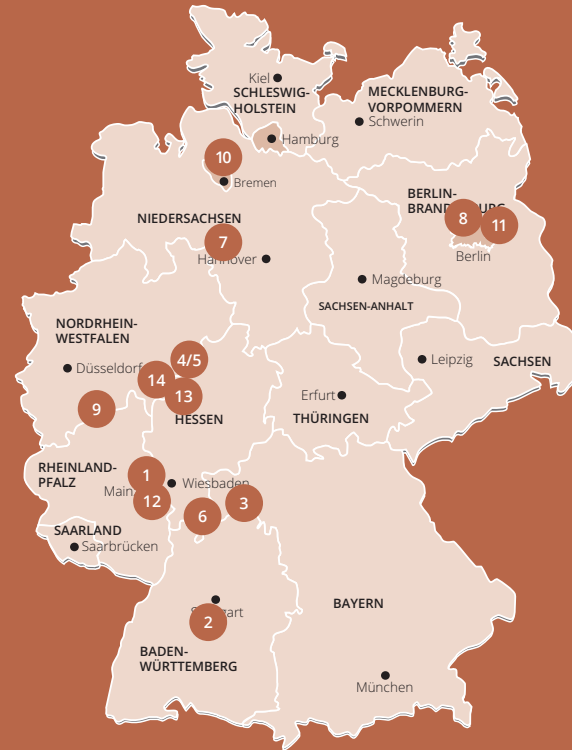 Kiel
SCHLESWIG-
HOLSTEIN
MECKLENBURG-
VORPOMMERN
Schwerin
Hamburg
10
Bremen
BERLIN-
8
11
Berlin
NIEDERSACHSEN
7
Magdeburg
SACHSEN-ANHALT
NORDRHEIN-
WESTFALEN
Düsseldorf
4/5
14
13
9
HESSEN
Leipzig
SACHSEN
Erfurt
THÜRINGEN
RHEINLAND-
PFALZ
1
Wiesbaden
12
3
6
SAARLAND
Saarbrücken
2
BADEN-
WÜRTTEMBERG
BAYERN
München